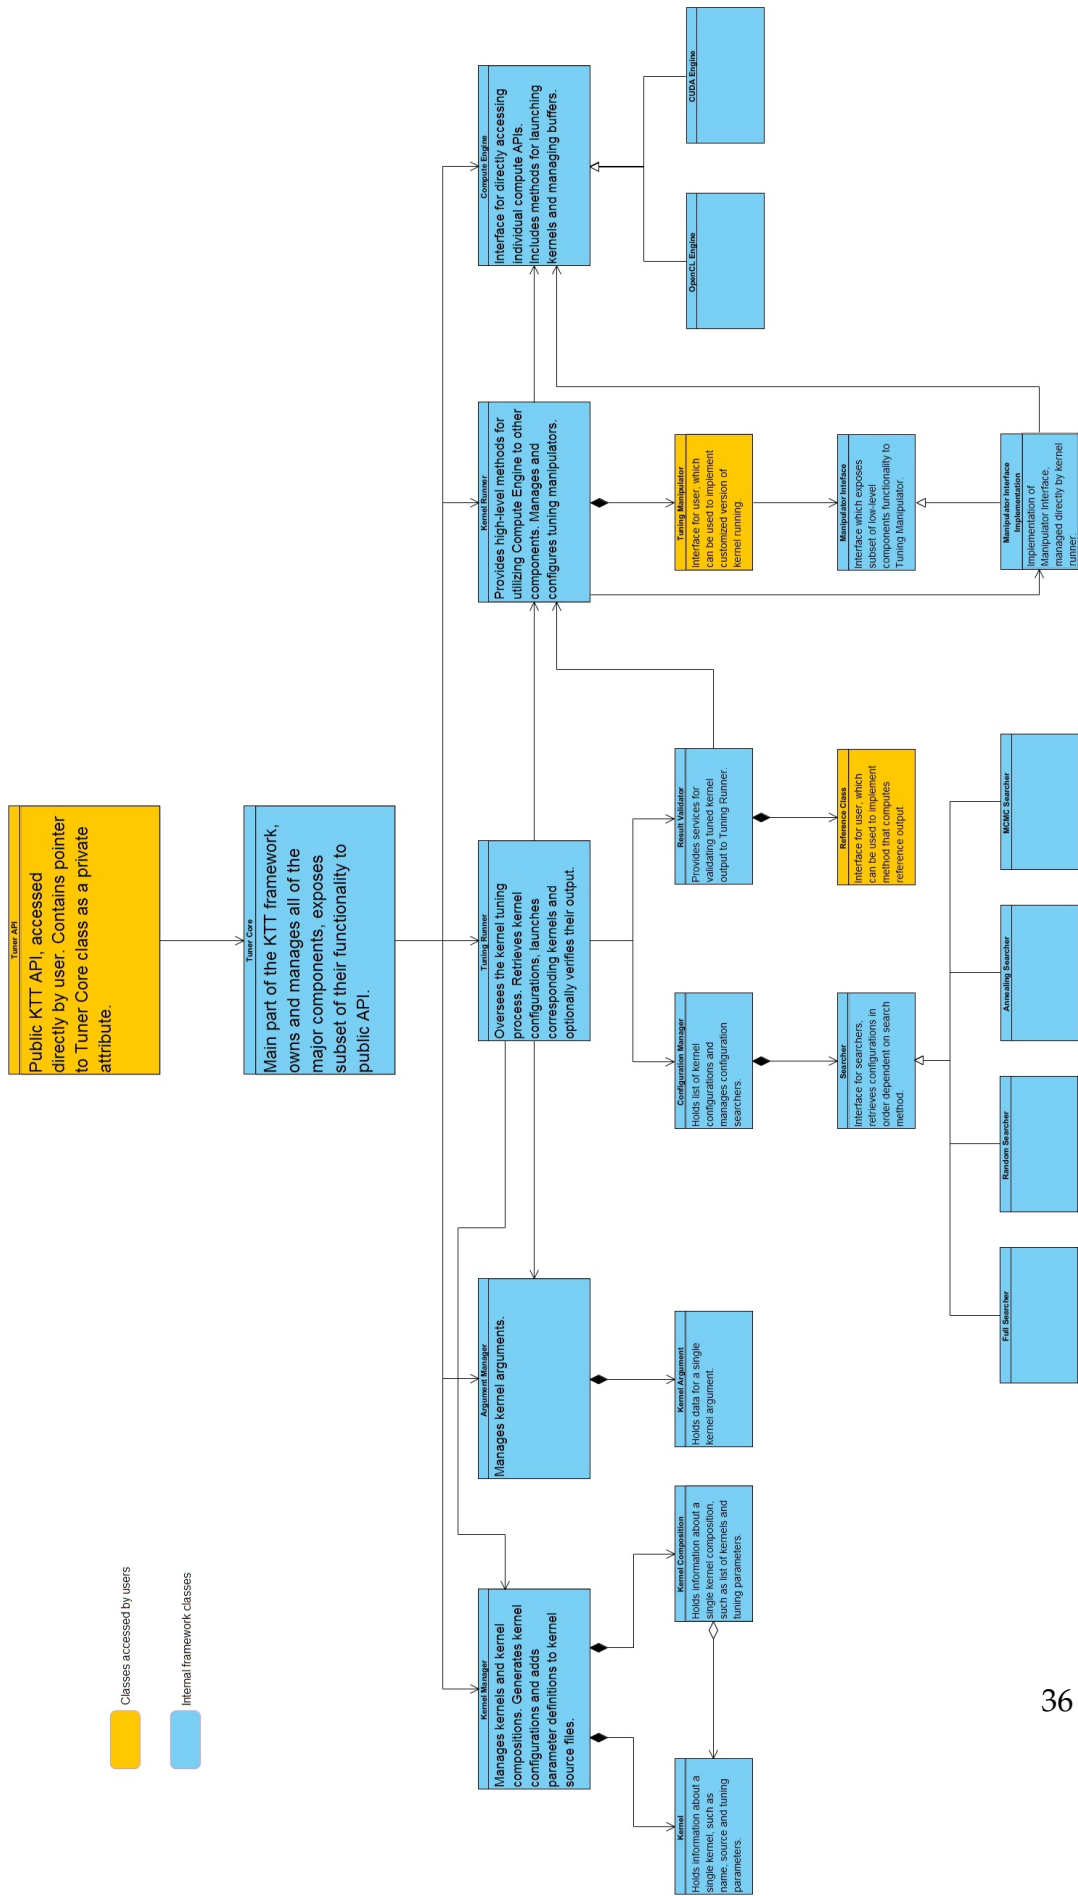 Classes accessed by users
Internal framework classes
Tuner API
Public KTT API, accessed
directly by user. Contains pointer
to Tuner Core class as a private
attribute.
Tuner Core
Main part of the KTT framework,
owns and manages all of the
major components, exposes
subset of their functionality to
public API.
Kernel Manager
Manages kernels and kernel
compositions. Generates kernel
configurations and adds
parameter definitions to kernel
source files.
Argument Manager
Manages kernel arguments.
Tuning Runner
Oversees the kernel tuning
process. Retrieves kernel
configurations, launches
corresponding kernels and
optionally verifies their output.
Kernel Runner
Provides high-level methods for
utilizing Compute Engine to other
components. Manages and
configures tuning manipulators.
Compute Engine
Interface for directly accessing
individual compute APIs.
Includes methods for launching
kernels and managing buffers.
Kernel
Holds information about a
single kernel, such as
name, source and tuning
parameters.
Kernel Composition
Holds information about a
single kernel composition,
such as list of kernels and
tuning parameters.
Kernel Argument
Holds data for a single
kernel argument.
Configuration Manager
Holds list of kernel
configurations and
manages configuration
searchers.
Result Validator
Provides services for
validating tuned kernel
output to Tuning Runner.
Tuning Manipulator
Interface for user, which
can be used to implement
customized version of
kernel running.
OpenCL Engine
CUDA Engine
Searcher
Interface for searchers,
retrieves configurations in
order dependent on search
method.
Reference Class
Interface for user, which
can be used to implement
method that computes
reference output.
Manipulator Inteface
Interface which exposes
subset of low-level
components functionality to
Tuning Manipulator.
Full Searcher
Random Searcher
Annealing Searcher
MCMC Searcher
Manipulator Interface
Implementation
Implementation of
Manipulator Interface,
managed directly by kernel
runner.
36